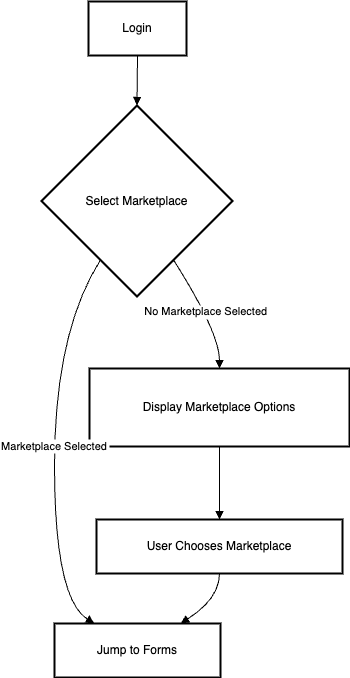 Login
Select Marketplace
No Marketplace Selected
Display Marketplace Options
Marketplace Selected
User Chooses Marketplace
Jump to Forms